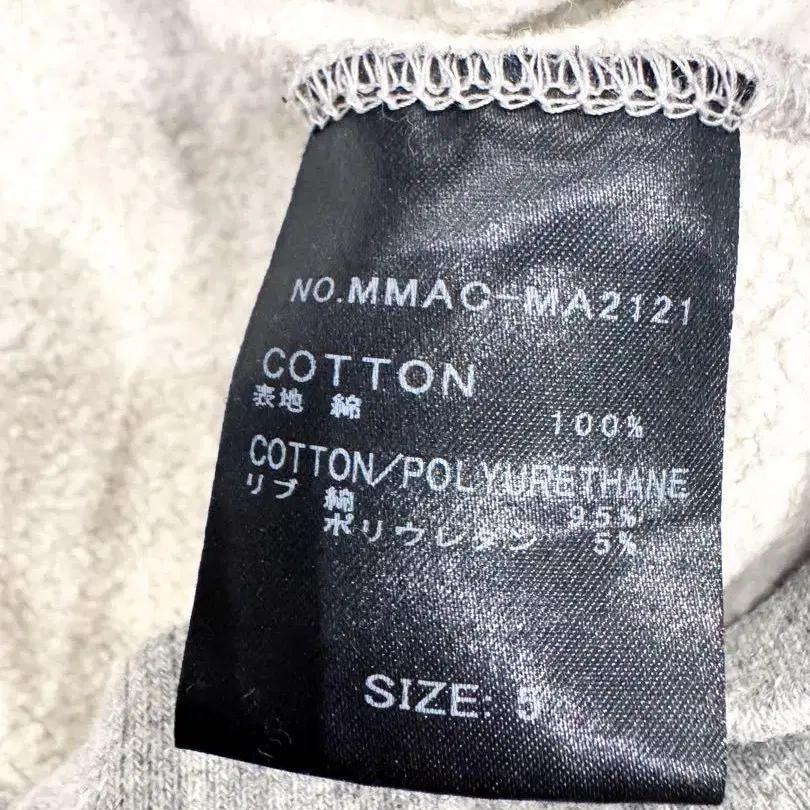 NO.MMAC-MA2121
COTTON
表地 綿 100%
COTTON/POLYURETHANE
リブ 綿 95%
ポリウレタン 5%
SIZE: 5